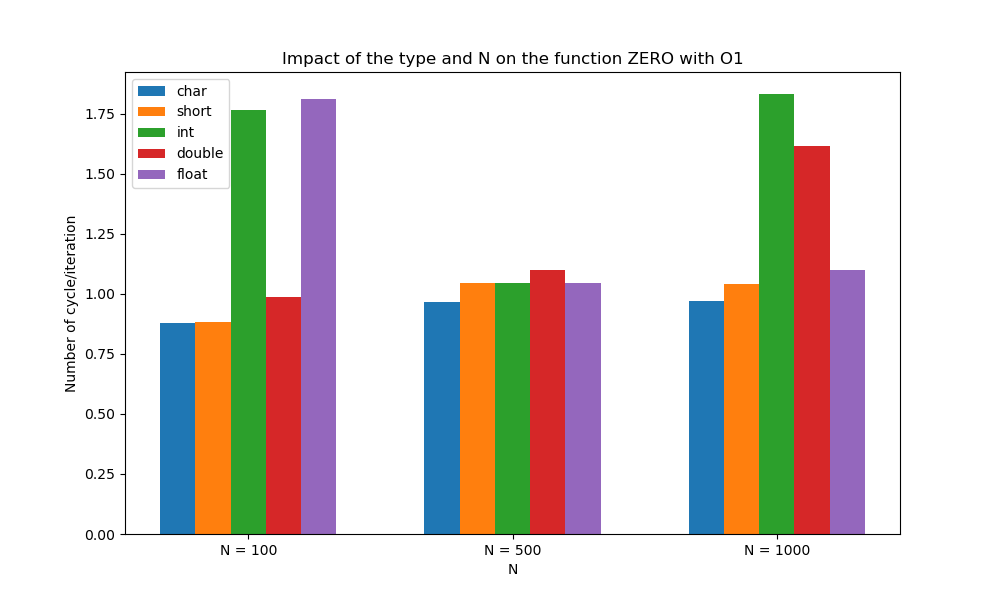 Impact of the type and N on the function ZERO with O1
char
short
int
double
float
1.75
1.50
1.25
1.00
0.75
0.50
0.25
0.00
Number of cycle/iteration
N = 100
N = 500
N = 1000
N